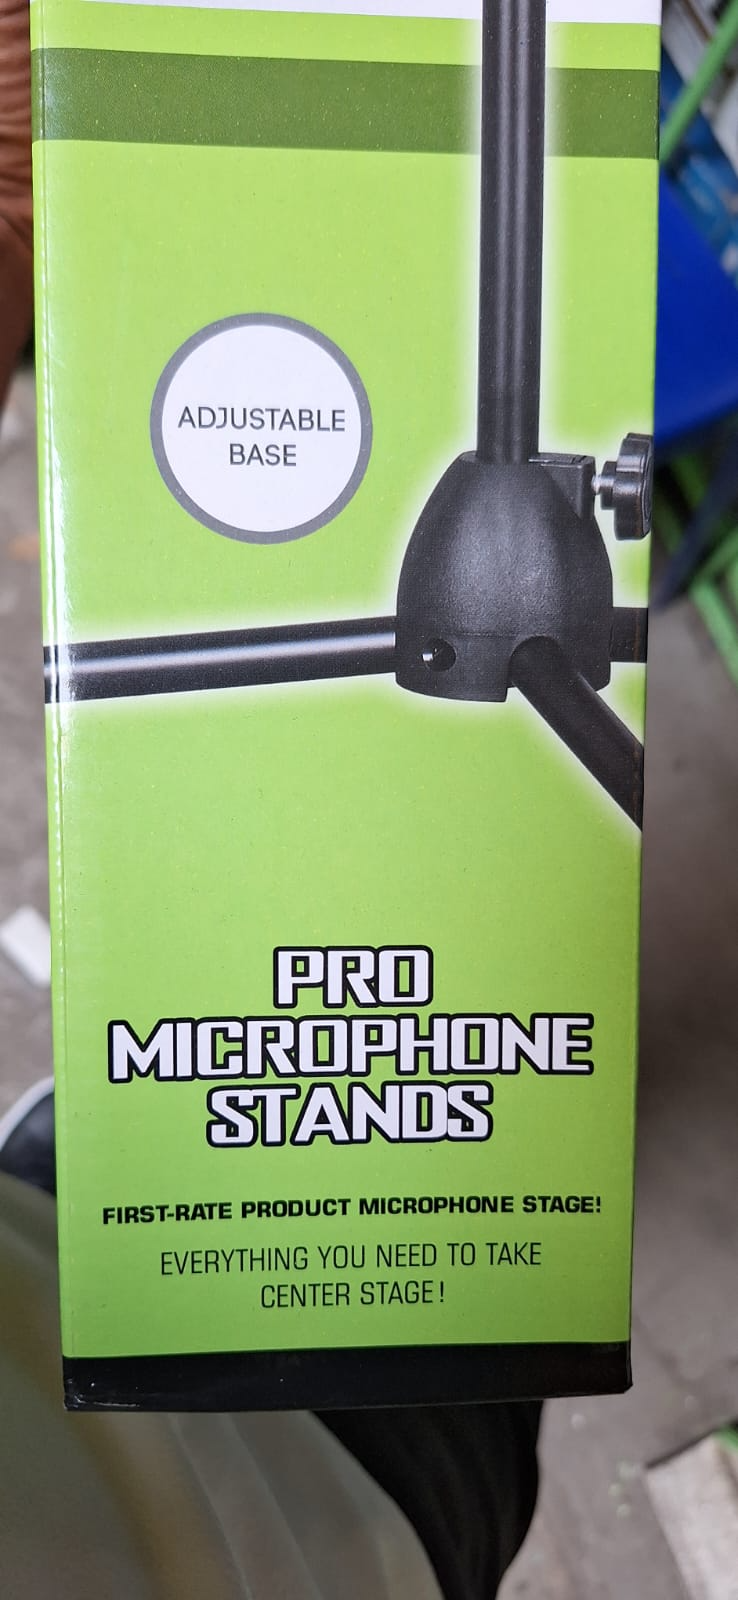 ADJUSTABLE
BASE
PRO
MICROPHONE
STANDS
FIRST-RATE PRODUCT MICROPHONE STAGE!
EVERYTHING YOU NEED TO TAKE
CENTER STAGE!